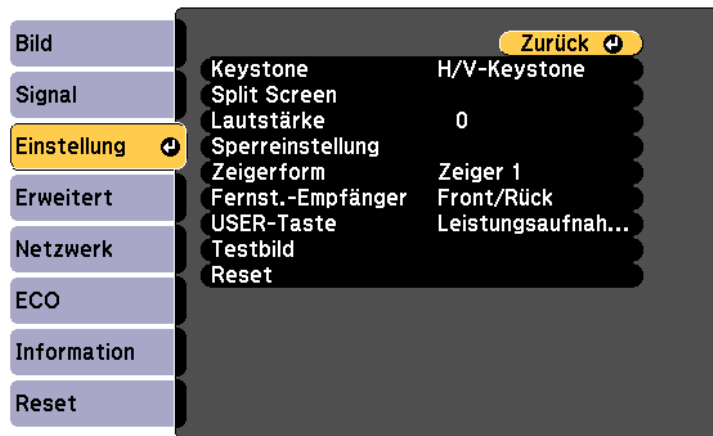 Bild
Signal
Einstellung
Erweitert
Netzwerk
ECO
Information
Reset
Zurück
Keystone H/V-Keystone
Split Screen
Lautstärke 0
Sperreinstellung
Zeigerform Zeiger 1
Fernst.-Empfänger Front/Rück
USER-Taste Leistungsaufnah...
Testbild
Reset